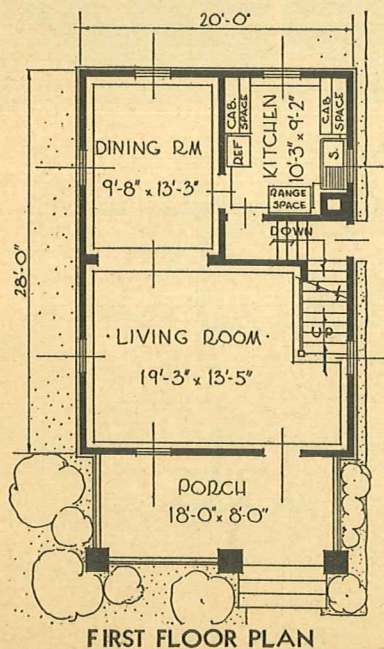 20'-0"
28'-0"
DINING RM
9'-8" x 13'-3"
CAB. SPACE
REF
KITCHEN
10'-3" x 9'-2"
CAB SPACE
S.
RANGE
SPACE
DOWN
UP
·LIVING ROOM·
19'-3" x 13'-5"
PORCH
18'-0" x 8'-0"
FIRST FLOOR PLAN